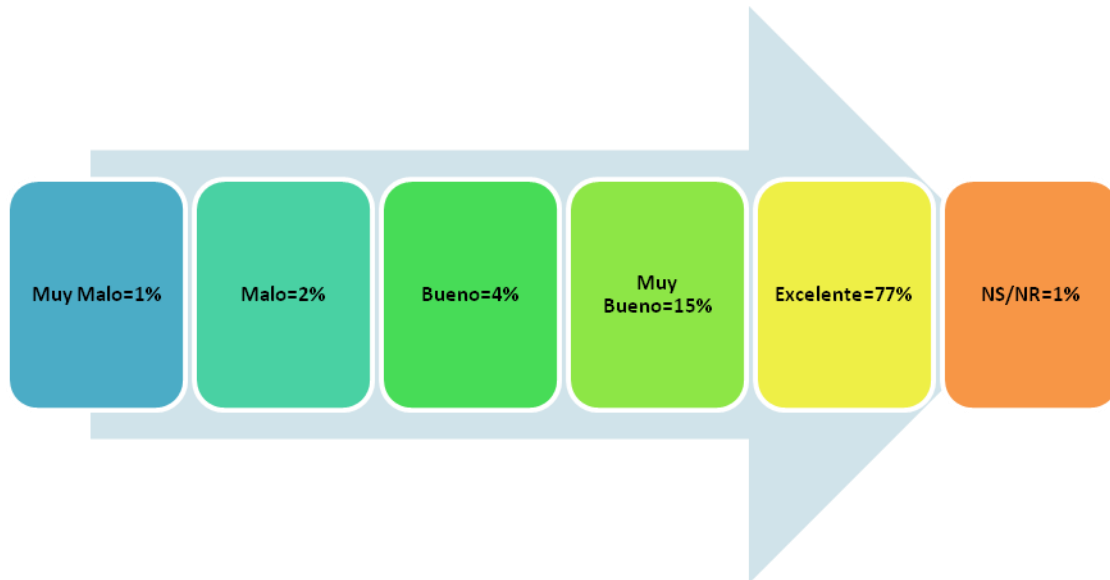 Muy Malo=1%
Malo=2%
Bueno=4%
Muy
Bueno=15%
Excelente=77%
NS/NR=1%